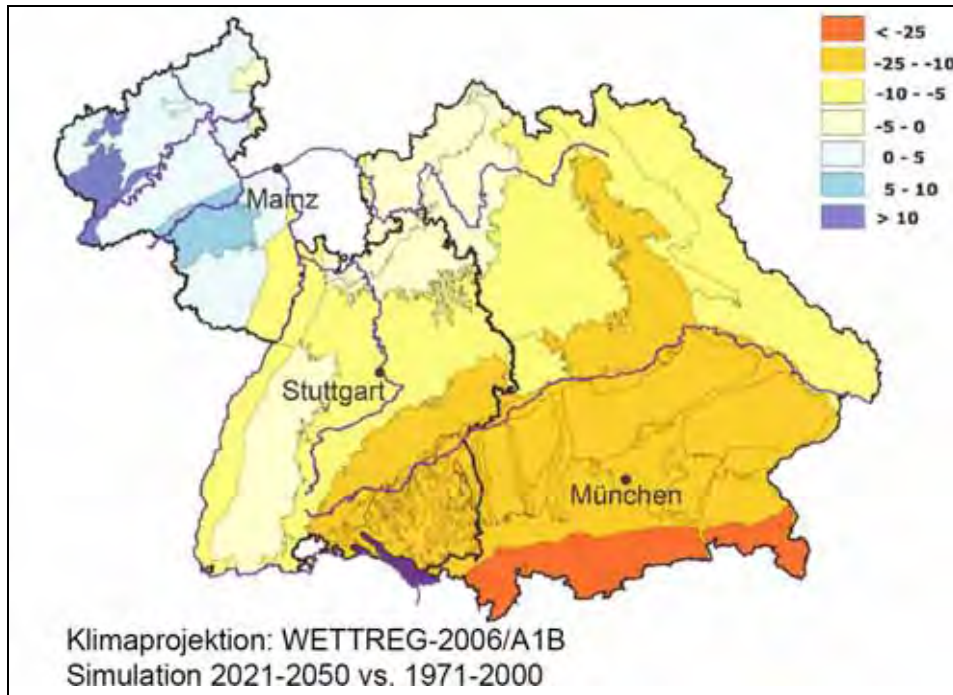 < -25
-25 - -10
-10 - -5
-5 - 0
0 - 5
5 - 10
> 10
Mainz
Stuttgart
München
Klimaprojektion: WETTREG-2006/A1B
Simulation 2021-2050 vs. 1971-2000